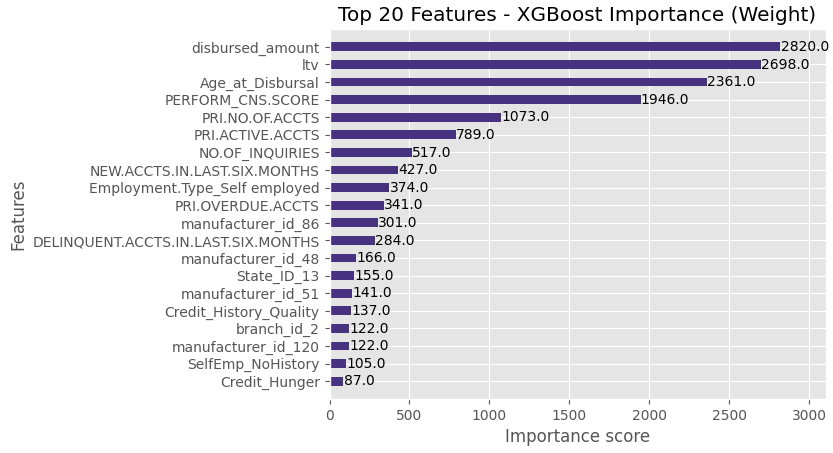 Top 20 Features - XGBoost Importance (Weight)
Features
disbursed_amount 2820.0
ltv 2698.0
Age_at_Disbursal 2361.0
PERFORM_CNS.SCORE 1946.0
PRI.NO.OF.ACCTS 1073.0
PRI.ACTIVE.ACCTS 789.0
NO.OF_INQUIRIES 517.0
NEW.ACCTS.IN.LAST.SIX.MONTHS 427.0
Employment.Type_Self employed 374.0
PRI.OVERDUE.ACCTS 341.0
manufacturer_id_86 301.0
DELINQUENT.ACCTS.IN.LAST.SIX.MONTHS 284.0
manufacturer_id_48 166.0
State_ID_13 155.0
manufacturer_id_51 141.0
Credit_History_Quality 137.0
branch_id_2 122.0
manufacturer_id_120 122.0
SelfEmp_NoHistory 105.0
Credit_Hunger 87.0
0 500 1000 1500 2000 2500 3000
Importance score